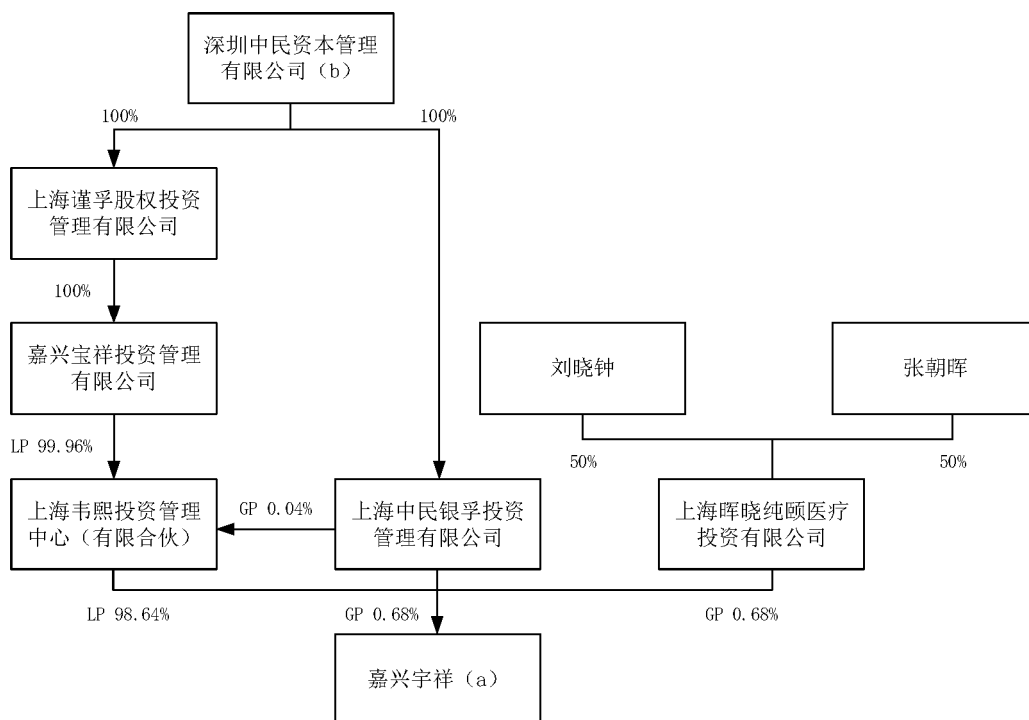 深圳中民资本管理
有限公司（b）
100%
100%
上海谨孚股权投资
管理有限公司
100%
嘉兴宝祥投资管理
有限公司
刘晓钟
张朝晖
LP 99.96%
50%
50%
上海韦熙投资管理
中心（有限合伙）
GP 0.04%
上海中民银孚投资
管理有限公司
上海晖晓纯颐医疗
投资有限公司
LP 98.64%
GP 0.68%
GP 0.68%
嘉兴宇祥（a）